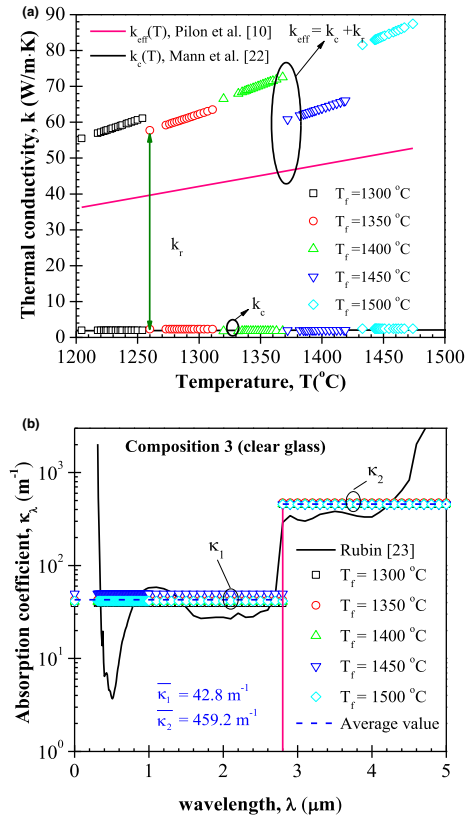 (a)
Thermal conductivity, k (W/m·K)
90
80
70
60
50
40
30
20
10
0
k_eff(T), Pilon et al. [10]
k_c(T), Mann et al. [22]
k_eff = k_c + k_r
k_r
k_c
T_f =1300 °C
T_f =1350 °C
T_f =1400 °C
T_f =1450 °C
T_f =1500 °C
1200 1250 1300 1350 1400 1450 1500
Temperature, T(°C)
(b)
Absorption coefficient, κ_λ (m⁻¹)
10³
10²
10¹
10⁰
Composition 3 (clear glass)
κ₁
κ₂
κ₁ = 42.8 m⁻¹
κ₂ = 459.2 m⁻¹
Rubin [23]
T_f = 1300 °C
T_f = 1350 °C
T_f = 1400 °C
T_f = 1450 °C
T_f = 1500 °C
Average value
0 1 2 3 4 5
wavelength, λ (μm)